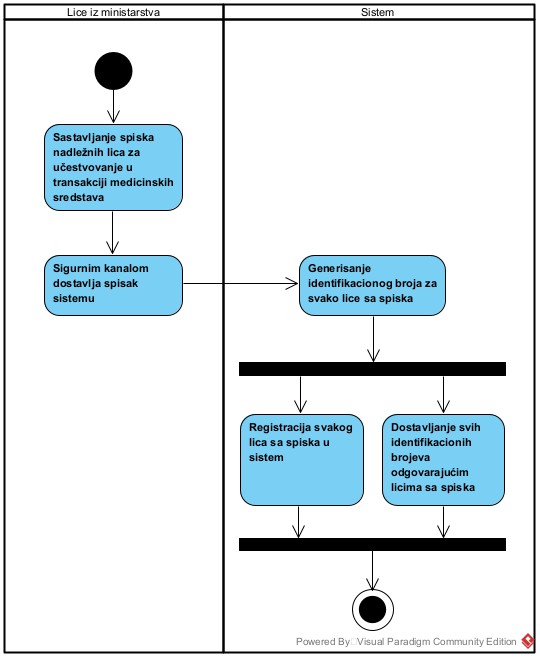 Lice iz ministarstva
Sistem
Sastavljanje spiska
nadležnih lica za
učestvovanje u
transakciji medicinskih
sredstava
Sigurnim kanalom
dostavlja spisak
sistemu
Generisanje
identifikacionog broja za
svako lice sa spiska
Registracija svakog
lica sa spiska u
sistem
Dostavljanje svih
identifikacionih
brojeva
odgovarajućim
licima sa spiska
Powered By Visual Paradigm Community Edition